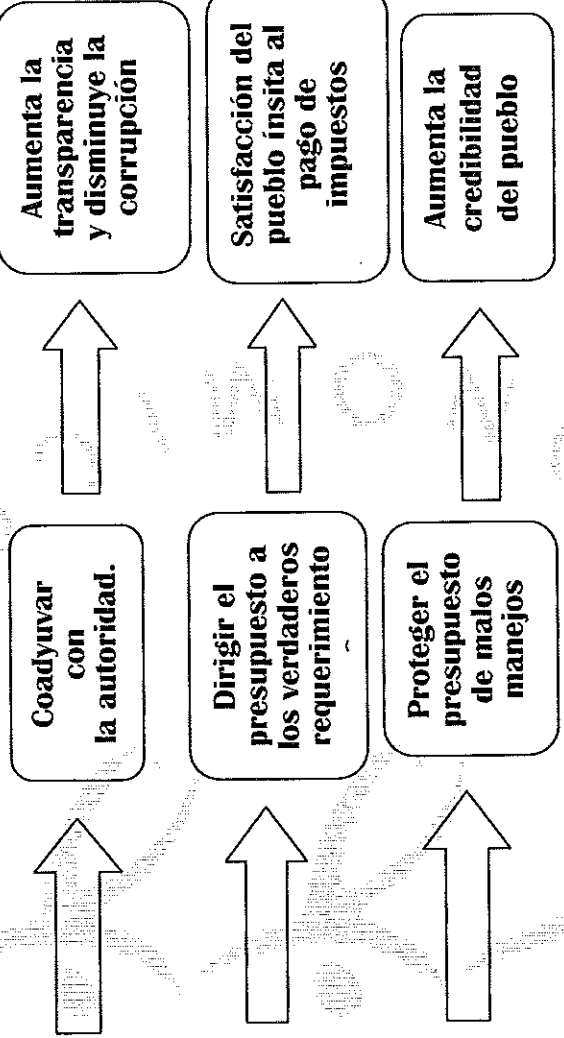 Coadyuvar
con
la autoridad.
Aumenta la
transparencia
y disminuye la
corrupción
Dirigir el
presupuesto a
los verdaderos
requerimiento
Satisfacción del
pueblo ínsita al
pago de
impuestos
Proteger el
presupuesto
de malos
manejos
Aumenta la
credibilidad
del pueblo